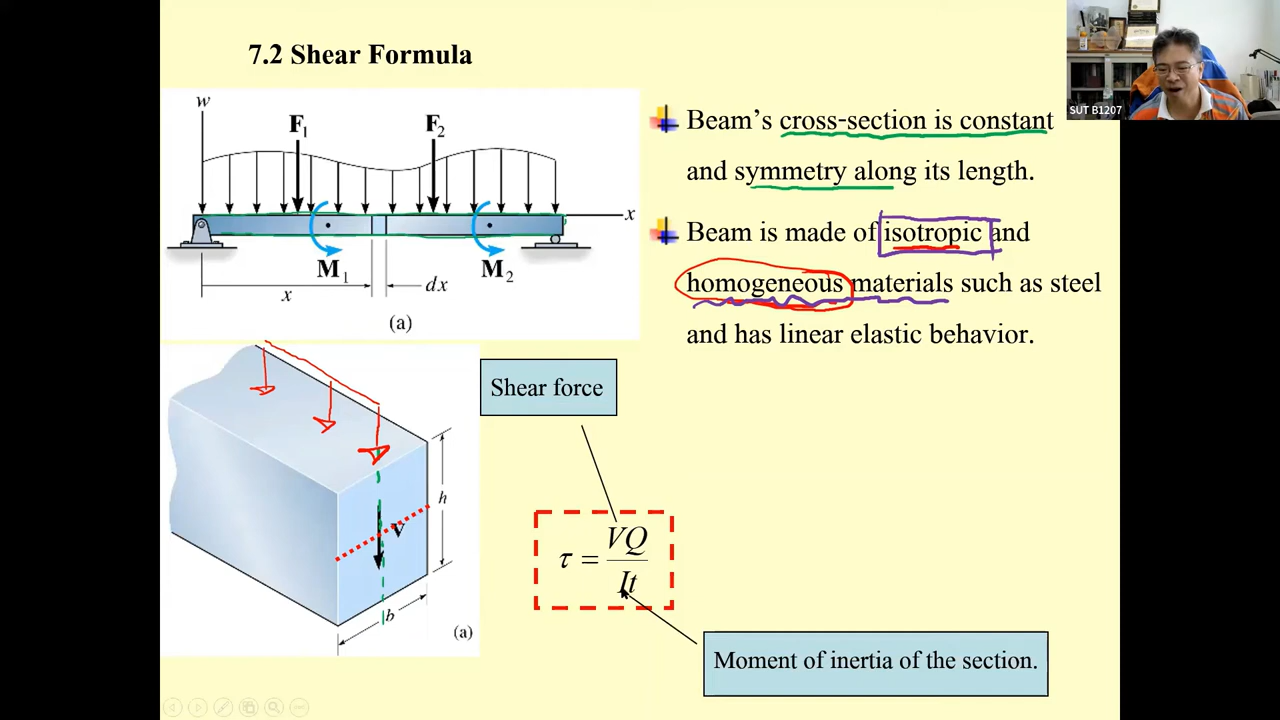 7.2 Shear Formula
SUT B1207
w
F1
F2
x
M1
M2
x
dx
(a)
Beam's cross-section is constant
and symmetry along its length.
Beam is made of isotropic and
homogeneous materials such as steel
and has linear elastic behavior.
Shear force
h
V
b
(a)
τ = VQ
It
Moment of inertia of the section.